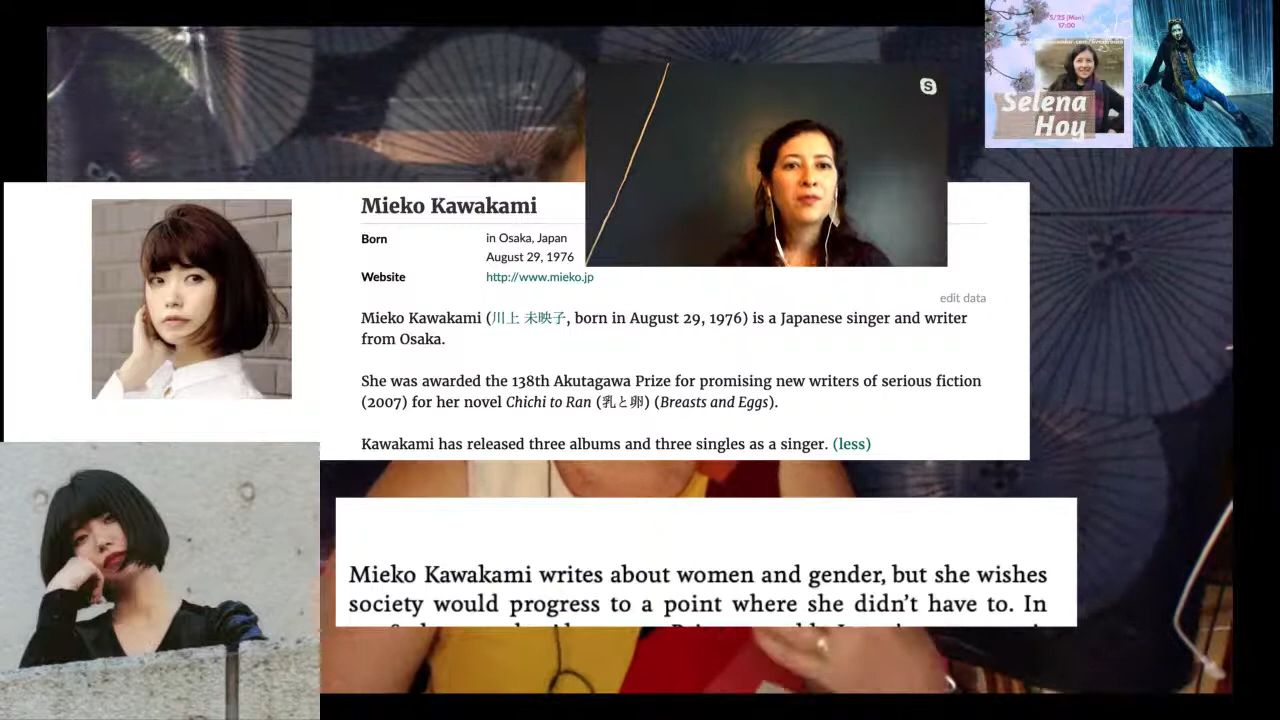 5/25 (Mon)
17:00
Selena
Hoy
Mieko Kawakami
Born
in Osaka, Japan
August 29, 1976
Website
http://www.mieko.jp
edit data
Mieko Kawakami (川上 未映子, born in August 29, 1976) is a Japanese singer and writer
from Osaka.
She was awarded the 138th Akutagawa Prize for promising new writers of serious fiction
(2007) for her novel Chichi to Ran (乳と卵) (Breasts and Eggs).
Kawakami has released three albums and three singles as a singer. (less)
Mieko Kawakami writes about women and gender, but she wishes
society would progress to a point where she didn't have to. In